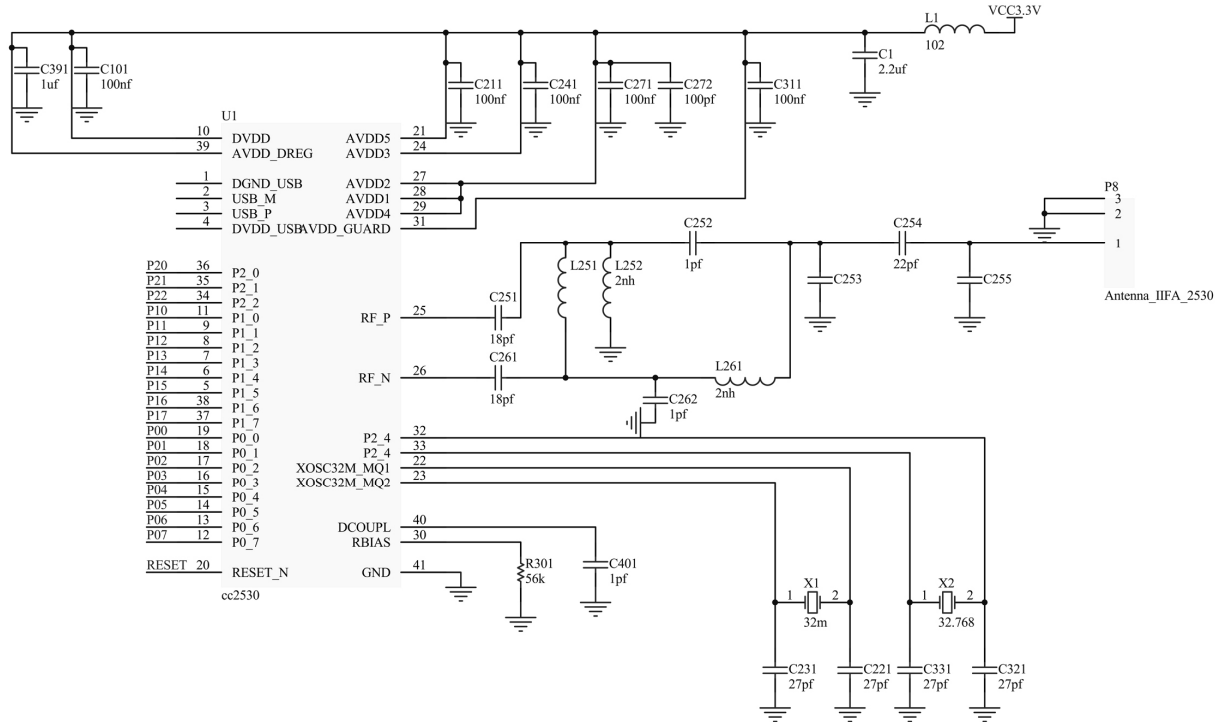 VCC3.3V
L1
102
C391
1uf
C101
100nf
C211
100nf
C241
100nf
C271
100nf
C272
100pf
C311
100nf
C1
2.2uf
U1
10 DVDD AVDD5 21
39 AVDD_DREG AVDD3 24
1 DGND_USB AVDD2 27
2 USB_M AVDD1 28
3 USB_P AVDD4 29
4 DVDD_USB AVDD_GUARD 31
P20 36 P2_0
P21 35 P2_1
P22 34 P2_2
P10 11 P1_0
P11 9 P1_1
P12 8 P1_2
P13 7 P1_3
P14 6 P1_4
P15 5 P1_5
P16 38 P1_6
P17 37 P1_7
P00 19 P0_0
P01 18 P0_1
P02 17 P0_2
P03 16 P0_3
P04 15 P0_4
P05 14 P0_5
P06 13 P0_6
P07 12 P0_7
RESET 20 RESET_N
RF_P 25
RF_N 26
P2_4 32
P2_4 33
XOSC32M_MQ1 22
XOSC32M_MQ2 23
DCOUPL 40
RBIAS 30
GND 41
cc2530
C251
18pf
C261
18pf
L251
L252
2nh
C252
1pf
C253
C254
22pf
C255
L261
2nh
C262
1pf
P8
3
2
1
Antenna_IIFA_2530
R301
56k
C401
1pf
1 X1 2
32m
1 X2 2
32.768
C231
27pf
C221
27pf
C331
27pf
C321
27pf